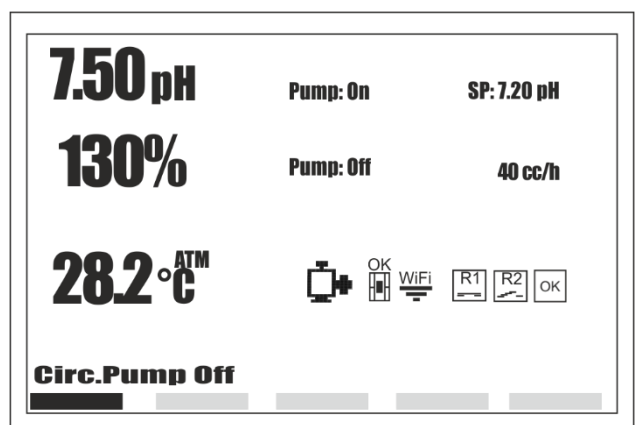 7.50 pH Pump: On SP: 7.20 pH
130% Pump: Off 40 cc/h
28.2 °C ATM OK WiFi R1 R2 OK
Circ.Pump Off